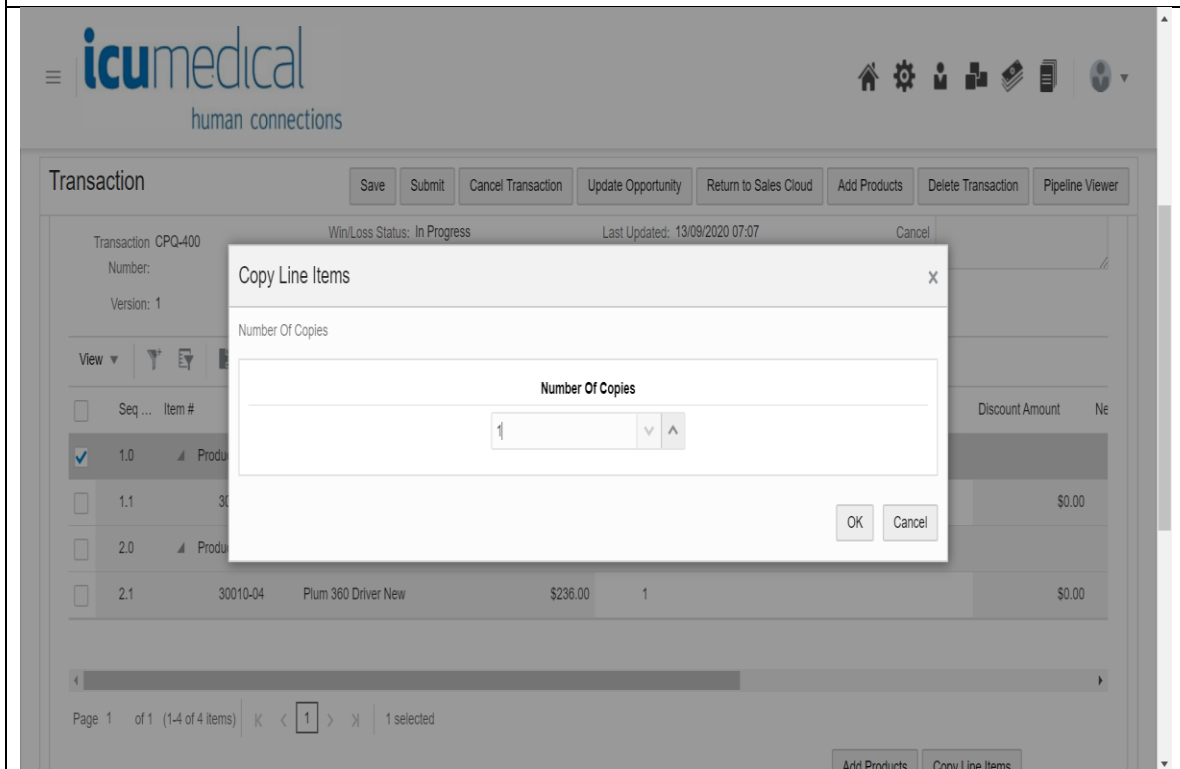 icumedical
human connections
Transaction Save Submit Cancel Transaction Update Opportunity Return to Sales Cloud Add Products Delete Transaction Pipeline Viewer
Transaction CPQ-400 Win/Loss Status: In Progress Last Updated: 13/09/2020 07:07 Cancel
Number:
Version: 1
Copy Line Items x
Number Of Copies
Number Of Copies
1
OK Cancel
View
Seq ... Item # Discount Amount Ne
1.0 Produ
1.1 30 $0.00
2.0 Produ
2.1 30010-04 Plum 360 Driver New $236.00 1 $0.00
Page 1 of 1 (1-4 of 4 items) K < 1 > 1 selected
Add Products Copy Line Items